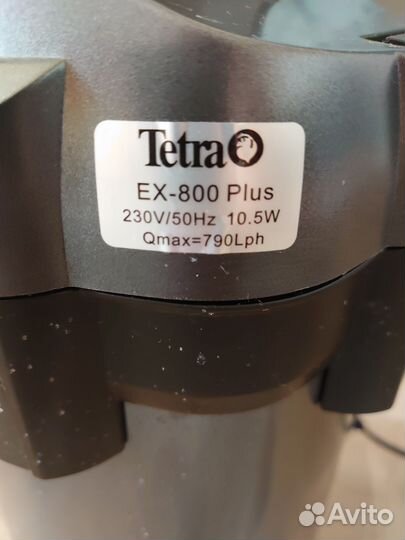 Tetra
EX-800 Plus
230V/50Hz 10.5W
Qmax=790Lph
Avito